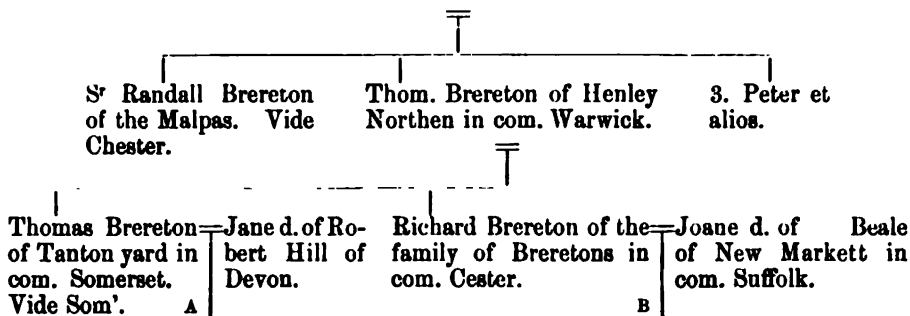 Sr Randall Brereton
of the Malpas. Vide
Chester.
Thom. Brereton of Henley
Northen in com. Warwick.
3. Peter et
alios.
Thomas Brereton
of Tanton yard in
com. Somerset.
Vide Som'. A
Jane d. of Ro-
bert Hill of
Devon.
Richard Brereton of the
family of Breretons in
com. Cester.
B
Joane d. of Beale
of New Markett in
com. Suffolk.